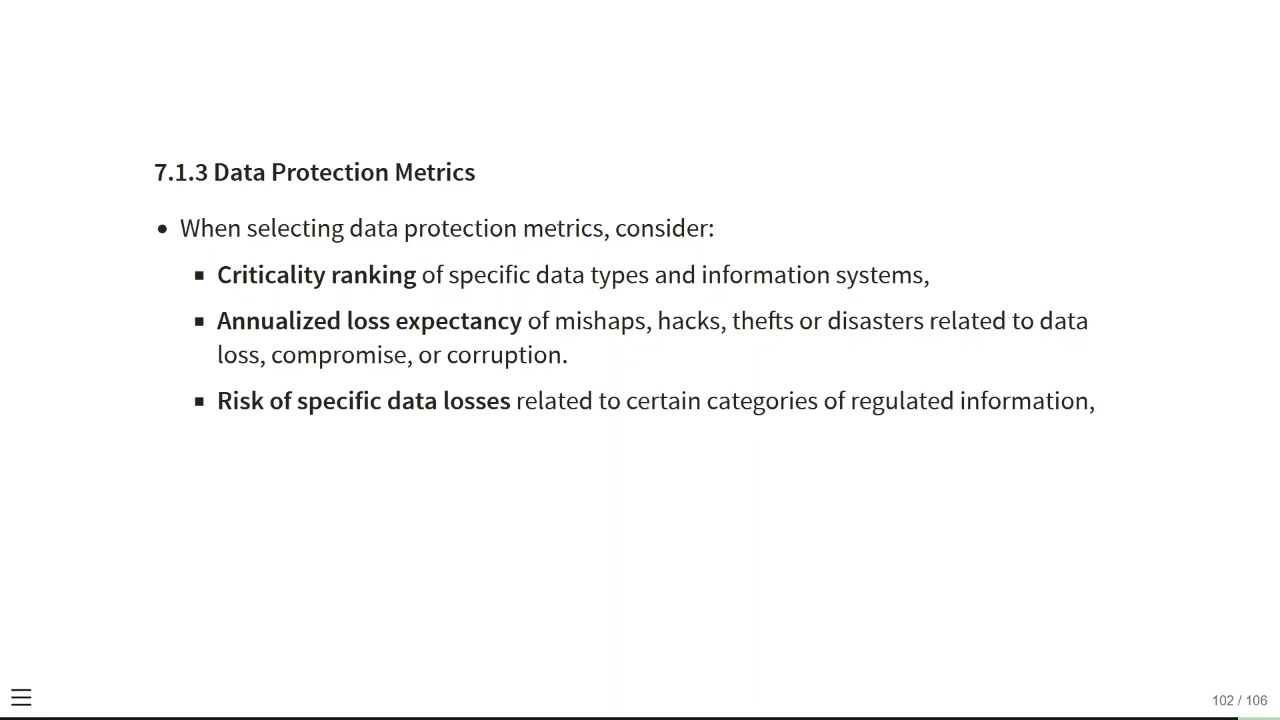 7.1.3 Data Protection Metrics
• When selecting data protection metrics, consider:
▪ Criticality ranking of specific data types and information systems,
▪ Annualized loss expectancy of mishaps, hacks, thefts or disasters related to data
loss, compromise, or corruption.
▪ Risk of specific data losses related to certain categories of regulated information,
102 / 106